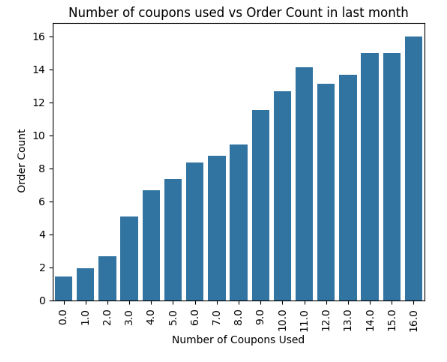 Number of coupons used vs Order Count in last month
16
14
12
10
8
6
4
2
0
Order Count
0.0 1.0 2.0 3.0 4.0 5.0 6.0 7.0 8.0 9.0 10.0 11.0 12.0 13.0 14.0 15.0 16.0
Number of Coupons Used